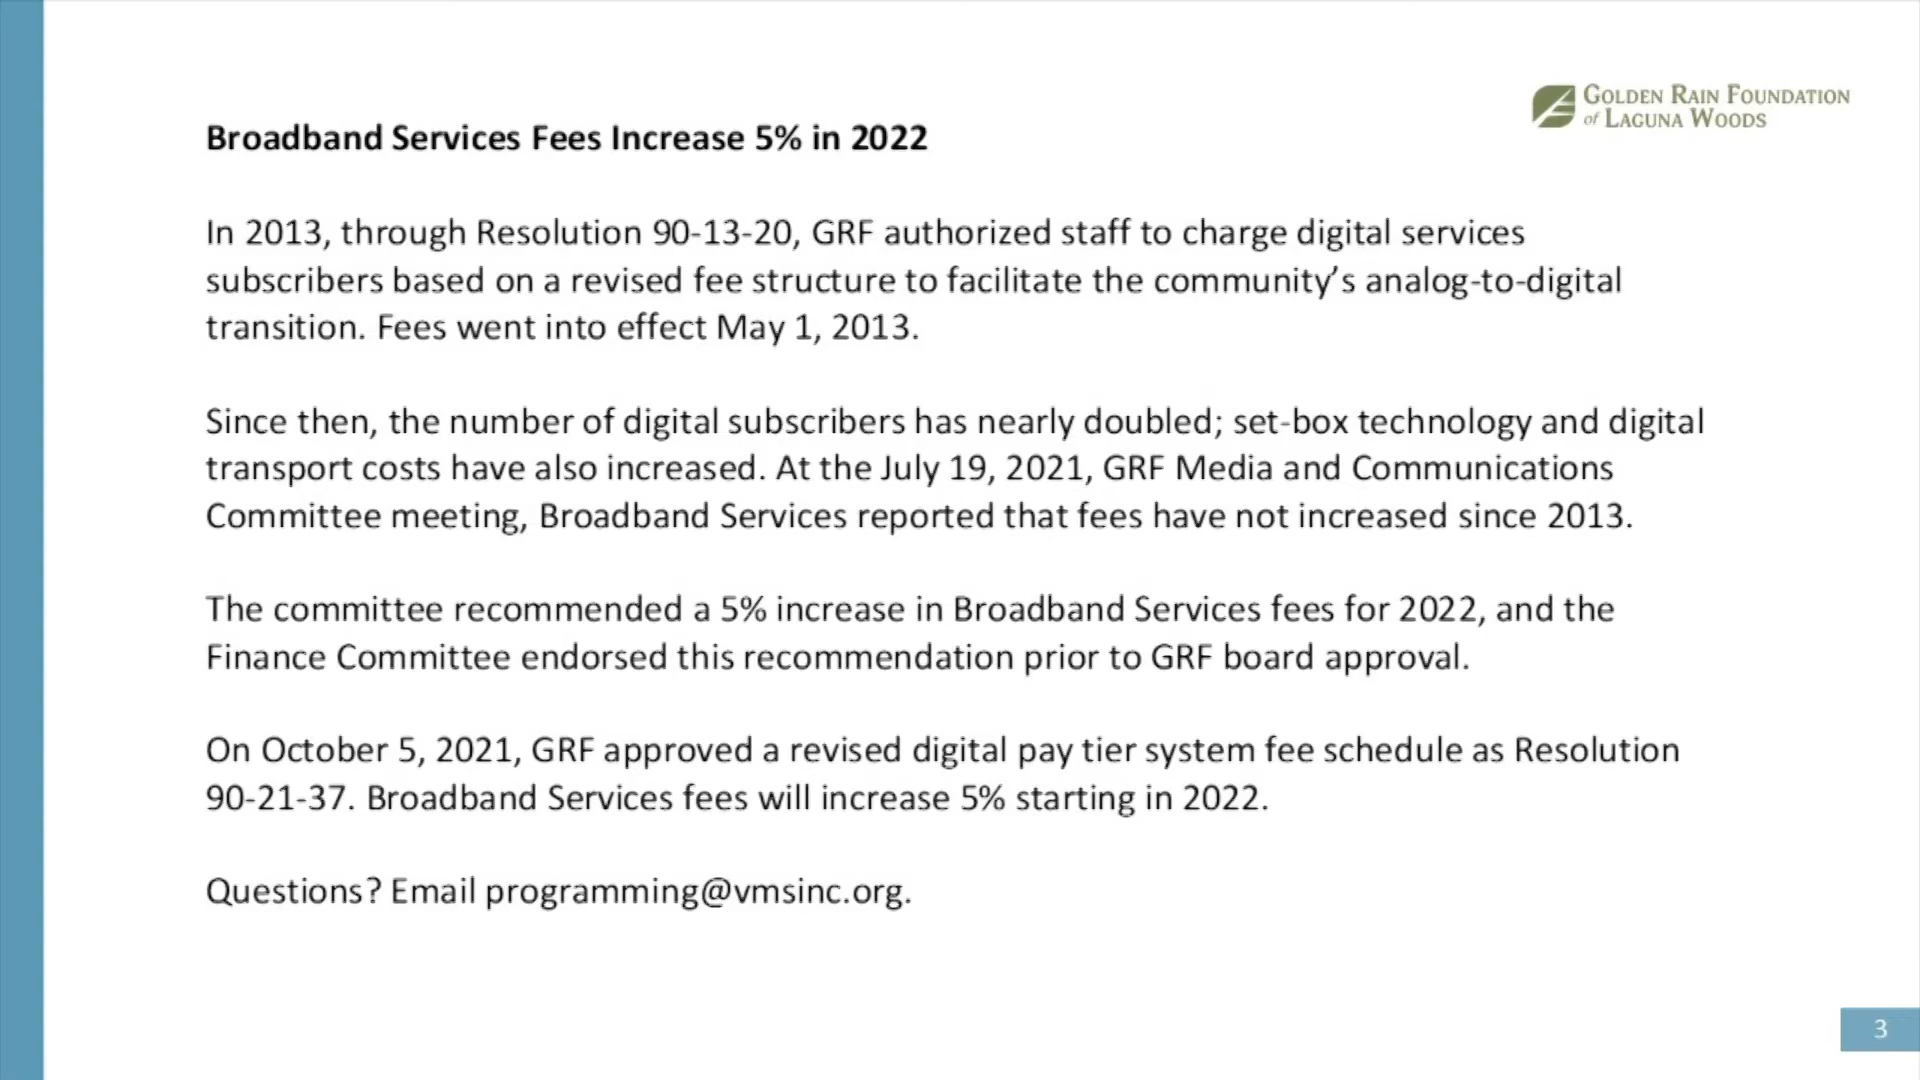 GOLDEN RAIN FOUNDATION
of LAGUNA WOODS
Broadband Services Fees Increase 5% in 2022
In 2013, through Resolution 90-13-20, GRF authorized staff to charge digital services
subscribers based on a revised fee structure to facilitate the community’s analog-to-digital
transition. Fees went into effect May 1, 2013.
Since then, the number of digital subscribers has nearly doubled; set-box technology and digital
transport costs have also increased. At the July 19, 2021, GRF Media and Communications
Committee meeting, Broadband Services reported that fees have not increased since 2013.
The committee recommended a 5% increase in Broadband Services fees for 2022, and the
Finance Committee endorsed this recommendation prior to GRF board approval.
On October 5, 2021, GRF approved a revised digital pay tier system fee schedule as Resolution
90-21-37. Broadband Services fees will increase 5% starting in 2022.
Questions? Email programming@vmsinc.org.
3